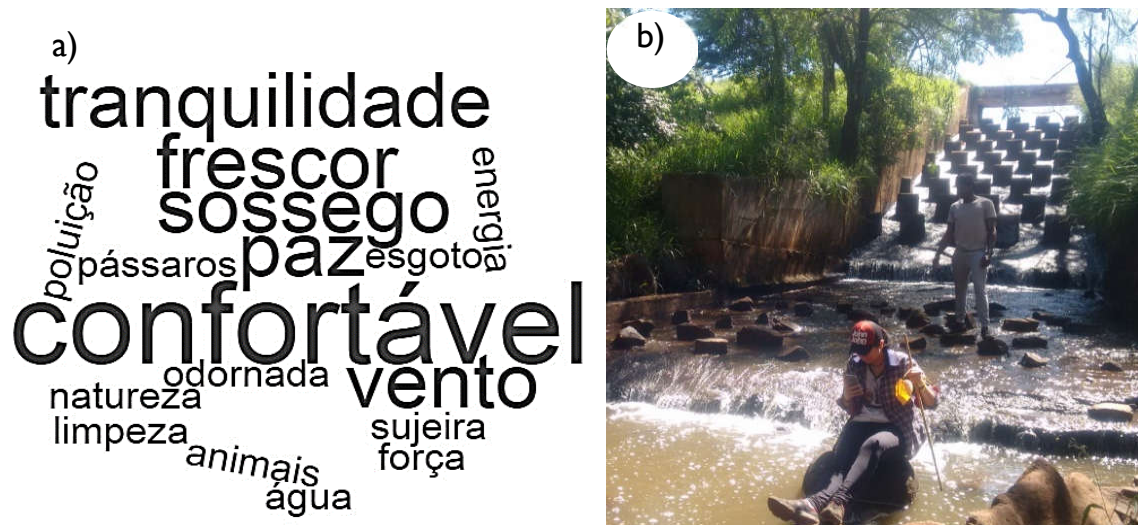 a)
tranquilidade
frescor
sossego
energia
poluição
paz
esgoto
pássaros
confortável
odornada
vento
natureza
limpeza
sujeira
força
animais
água
b)